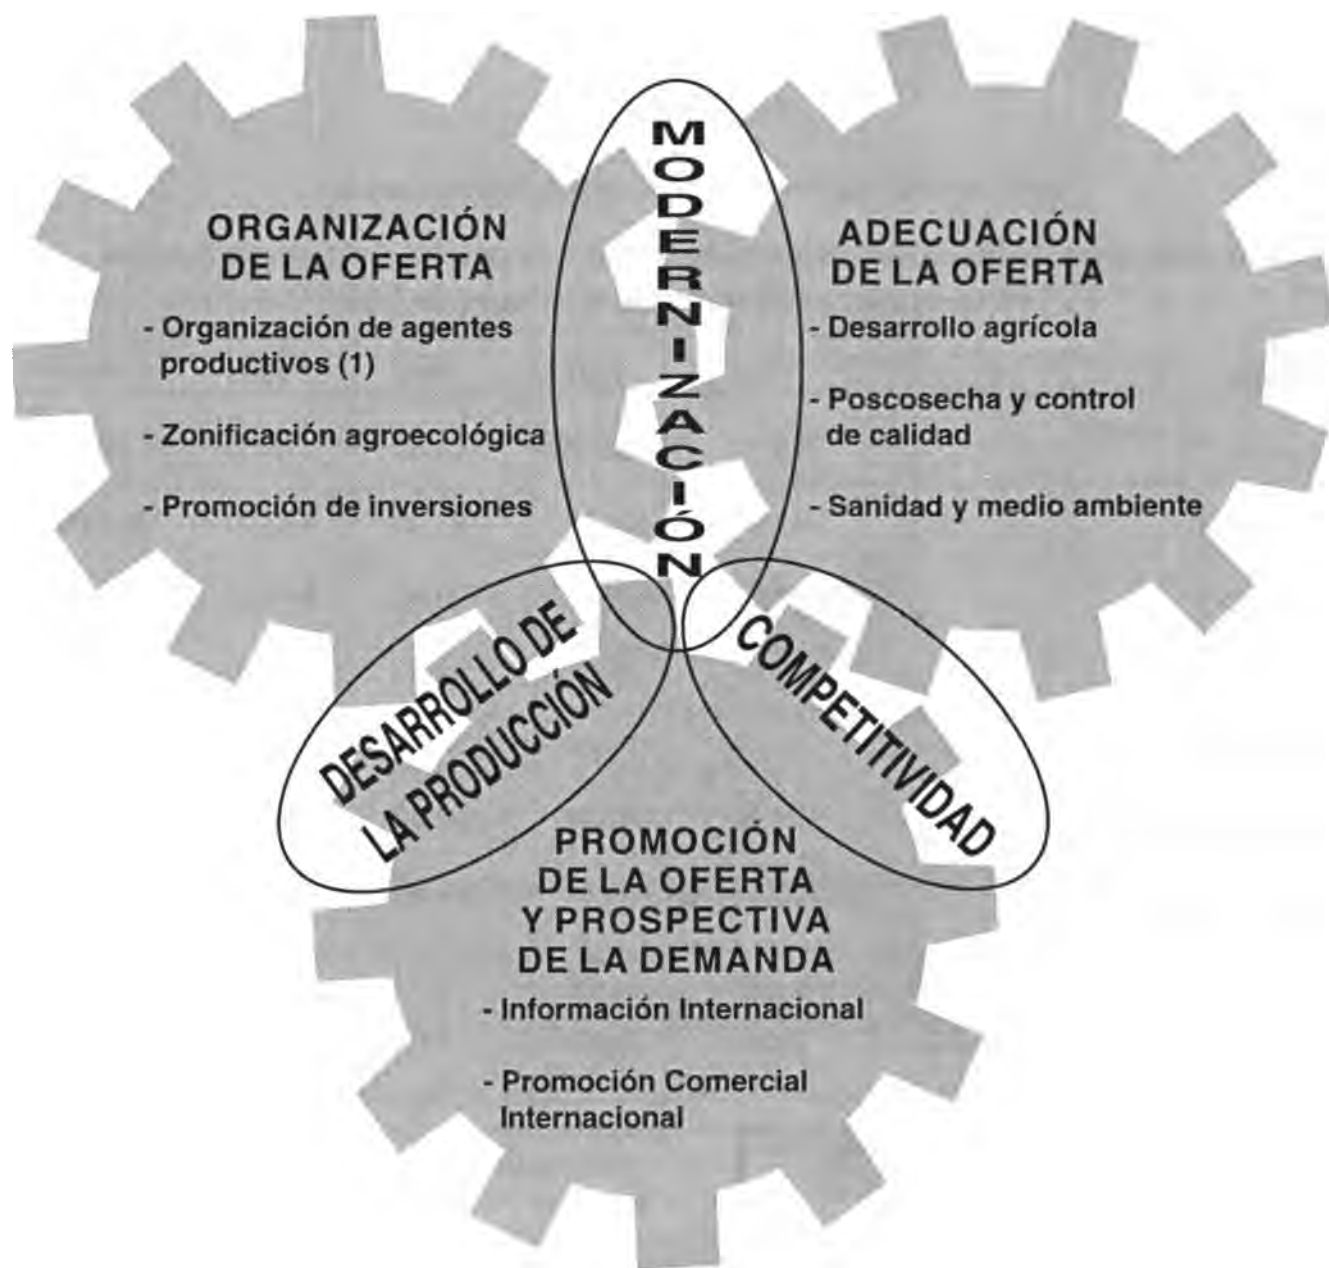 MODERNIZACIÓN
ORGANIZACIÓN
DE LA OFERTA
- Organización de agentes
productivos (1)
- Zonificación agroecológica
- Promoción de inversiones
ADECUACIÓN
DE LA OFERTA
- Desarrollo agrícola
- Poscosecha y control
de calidad
- Sanidad y medio ambiente
DESARROLLO DE
LA PRODUCCIÓN
COMPETITIVIDAD
PROMOCIÓN
DE LA OFERTA
Y PROSPECTIVA
DE LA DEMANDA
- Información Internacional
- Promoción Comercial
Internacional